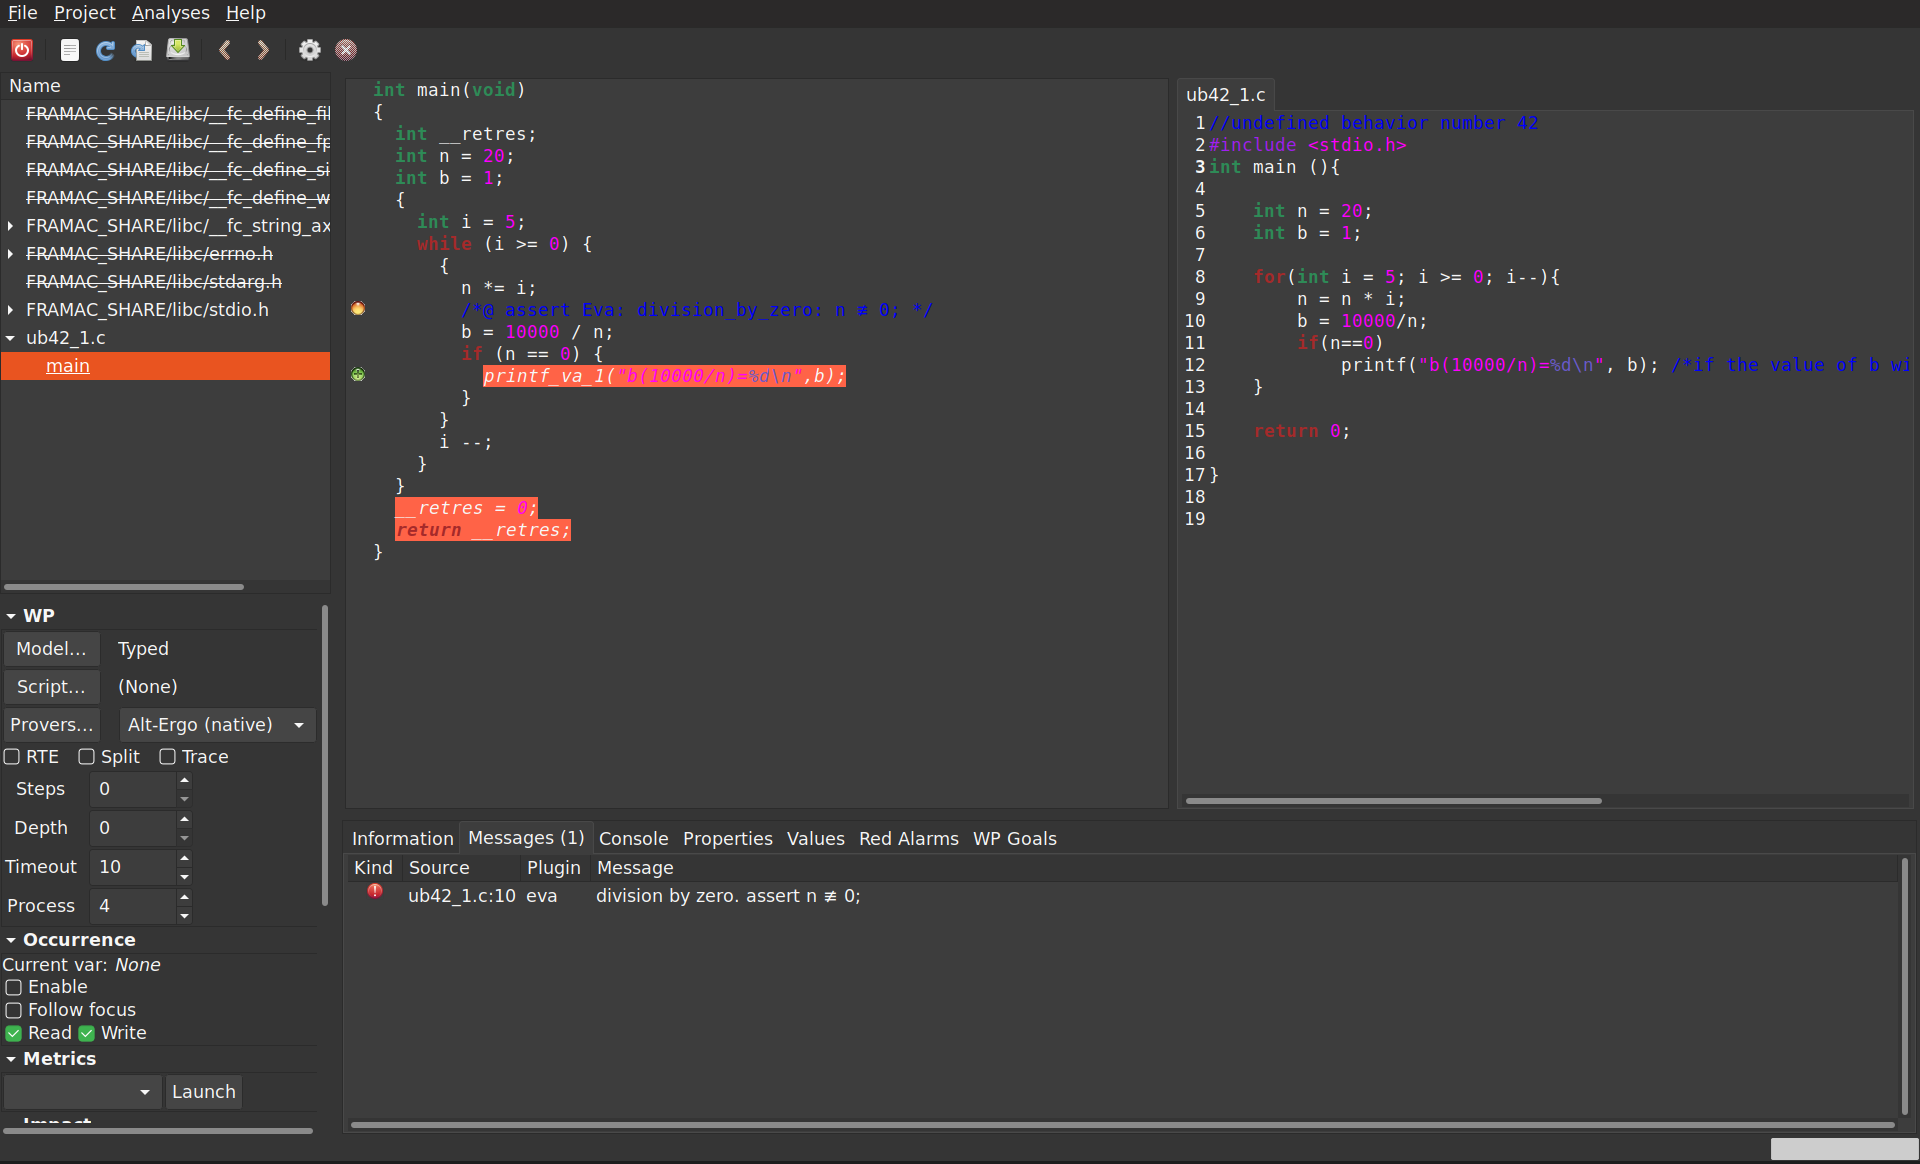 File Project Analyses Help
Name
FRAMAC_SHARE/libc/__fc_define_fil
FRAMAC_SHARE/libc/__fc_define_fp
FRAMAC_SHARE/libc/__fc_define_si
FRAMAC_SHARE/libc/__fc_define_w
FRAMAC_SHARE/libc/__fc_string_ax
FRAMAC_SHARE/libc/errno.h
FRAMAC_SHARE/libc/stdarg.h
FRAMAC_SHARE/libc/stdio.h
ub42_1.c
main
WP
Model... Typed
Script... (None)
Provers... Alt-Ergo (native)
RTE Split Trace
Steps 0
Depth 0
Timeout 10
Process 4
Occurrence
Current var: None
Enable
Follow focus
Read Write
Metrics
Launch
int main(void)
{
int __retres;
int n = 20;
int b = 1;
{
int i = 5;
while (i >= 0) {
{
n *= i;
/*@ assert Eva: division_by_zero: n ≢ 0; */
b = 10000 / n;
if (n == 0) {
printf_va_1("b(10000/n)=%d\n",b);
}
}
i --;
}
}
__retres = 0;
return __retres;
}
ub42_1.c
1 //undefined behavior number 42
2 #include <stdio.h>
3 int main (){
4
5 int n = 20;
6 int b = 1;
7
8 for(int i = 5; i >= 0; i--){
9 n = n * i;
10 b = 10000/n;
11 if(n==0)
12 printf("b(10000/n)=%d\n", b); /*if the value of b wi
13 }
14
15 return 0;
16
17 }
18
19
Information Messages (1) Console Properties Values Red Alarms WP Goals
Kind Source Plugin Message
ub42_1.c:10 eva division by zero. assert n ≢ 0;